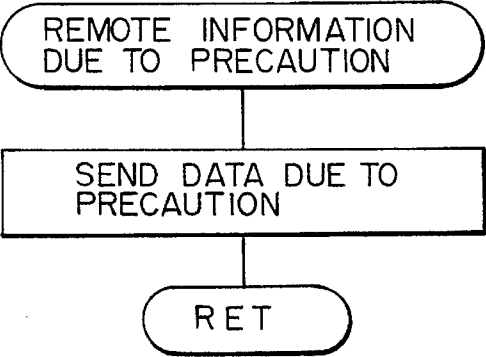 REMOTE INFORMATION
DUE TO PRECAUTION
SEND DATA DUE TO
PRECAUTION
RET